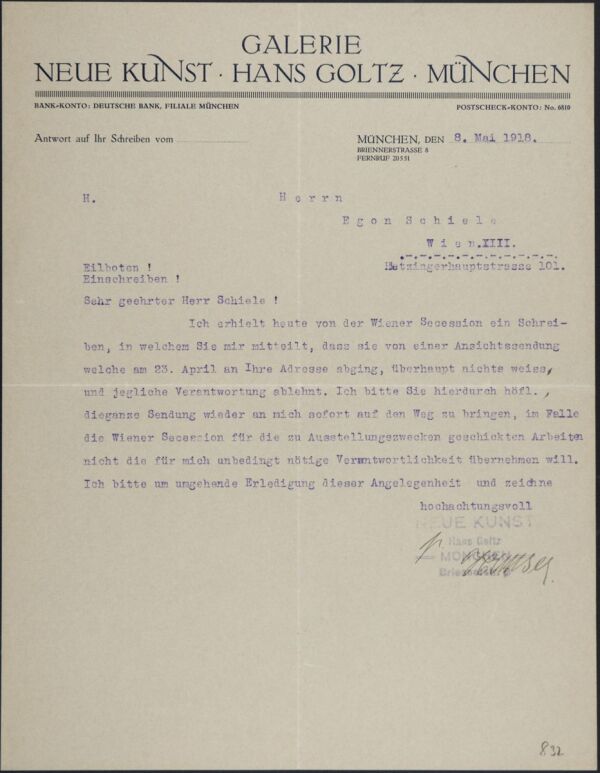 GALERIE
NEUE KUNST · HANS GOLTZ · MÜNCHEN
BANK-KONTO: DEUTSCHE BANK, FILIALE MÜNCHEN
POSTSCHECK-KONTO: No. 6810
Antwort auf Ihr Schreiben vom
MÜNCHEN, DEN 8. Mai 1918.
BRIENNERSTRASSE 8
FERNRUF 20551
H.
Herrn
Egon Schiele
Wien.XIII.
Hetzingerhauptstrasse 101.
Eilboten !
Einschreiben !
Sehr geehrter Herr Schiele !
Ich erhielt heute von der Wiener Secession ein Schrei-
ben, in welchem Sie mir mitteilt, dass sie von einer Ansichtssendung
welche am 23. April an Ihre Adresse abging, überhaupt nichts weiss,
und jegliche Verantwortung ablehnt. Ich bitte Sie hierdurch höfl.,
dieganze Sendung wieder an mich sofort auf den Weg zu bringen, im Falle
die Wiener Secession für die zu Ausstellungszwecken geschickten Arbeiten
nicht die für mich unbedingt nötige Verantwortlichkeit übernehmen will.
Ich bitte um umgehende Erledigung dieser Angelegenheit und zeichne
hochachtungsvoll
NEUE KUNST
Hans Goltz
MÜNCHEN
832